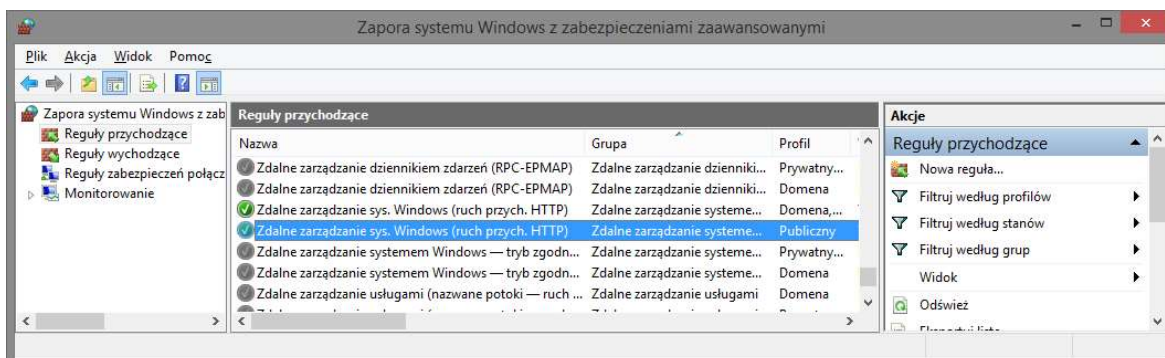 Zapora systemu Windows z zabezpieczeniami zaawansowanymi
Plik Akcja Widok Pomoc
Zapora systemu Windows z zab
Reguły przychodzące
Reguły wychodzące
Reguły zabezpieczeń połącz
Monitorowanie
Reguły przychodzące
Nazwa Grupa Profil
Zdalne zarządzanie dziennikiem zdarzeń (RPC-EPMAP) Zdalne zarządzanie dzienniki... Prywatny...
Zdalne zarządzanie dziennikiem zdarzeń (RPC-EPMAP) Zdalne zarządzanie dzienniki... Domena
Zdalne zarządzanie sys. Windows (ruch przych. HTTP) Zdalne zarządzanie systeme... Domena,...
Zdalne zarządzanie sys. Windows (ruch przych. HTTP) Zdalne zarządzanie systeme... Publiczny
Zdalne zarządzanie systemem Windows — tryb zgodn... Zdalne zarządzanie systeme... Prywatny...
Zdalne zarządzanie systemem Windows — tryb zgodn... Zdalne zarządzanie systeme... Domena
Zdalne zarządzanie usługami (nazwane potoki — ruch ... Zdalne zarządzanie usługami Domena
Akcje
Reguły przychodzące
Nowa reguła...
Filtruj według profilów
Filtruj według stanów
Filtruj według grup
Widok
Odśwież